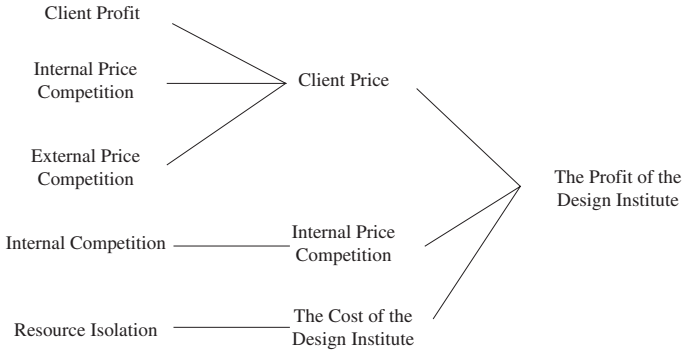 Client Profit
Internal Price
Competition
External Price
Competition
Internal Competition
Resource Isolation
Client Price
Internal Price
Competition
The Cost of the
Design Institute
The Profit of the
Design Institute